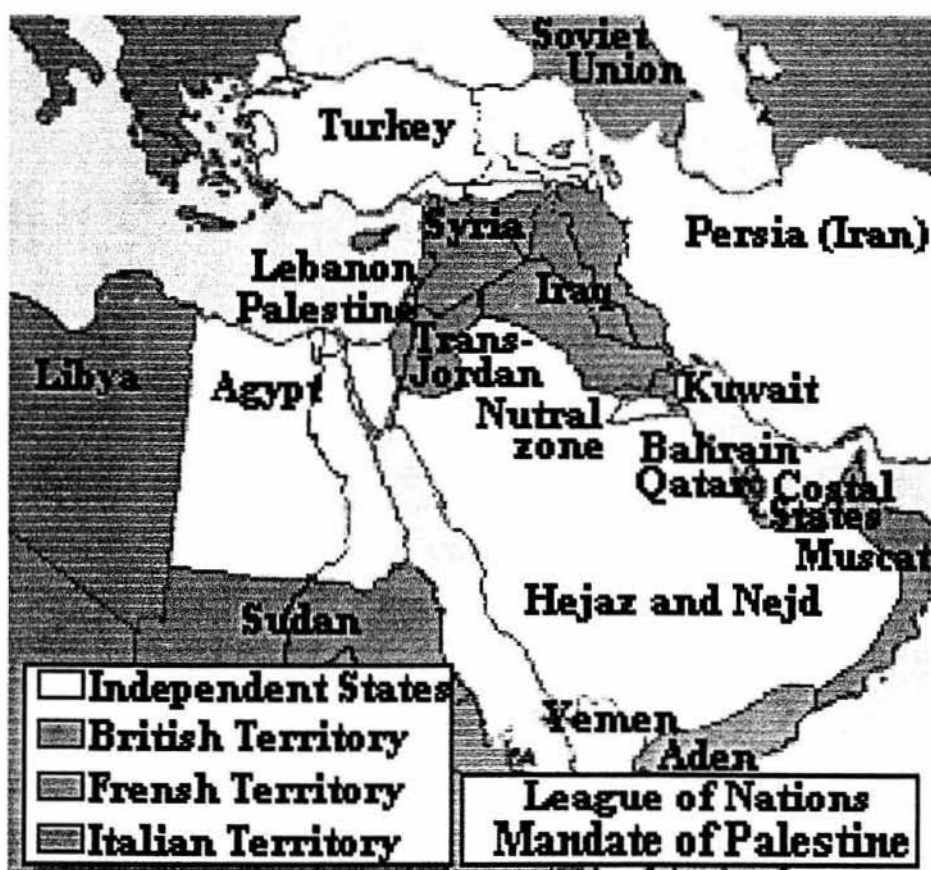 Soviet
Union
Turkey
Syria
Persia (Iran)
Lebanon
Palestine
Iraq
Trans-
Jordan
Libya
Agypt
Kuwait
Nutral
zone
Bahrain
Qatar
Costal
States
Muscat
Hejaz and Nejd
Sudan
Yemen
Aden
Independent States
British Territory
Frensh Territory
Italian Territory
League of Nations
Mandate of Palestine